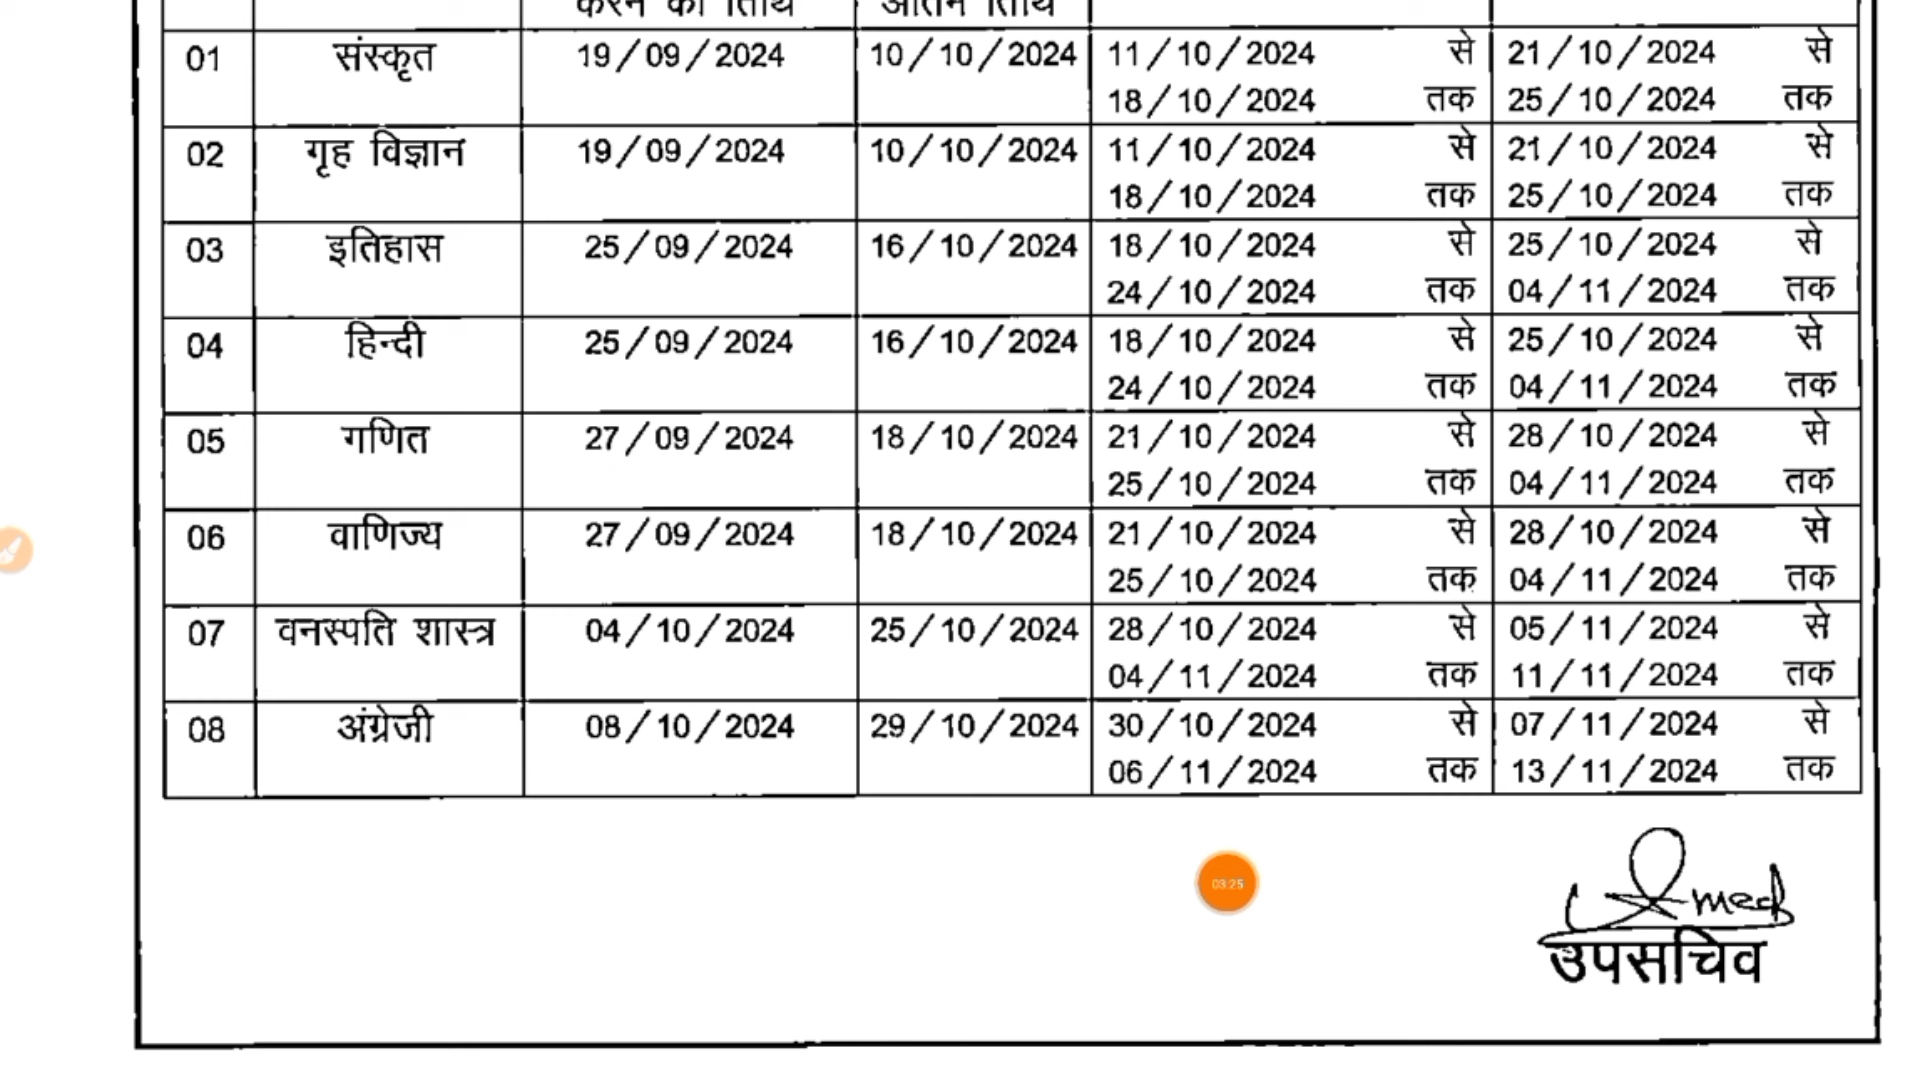 करने की तिथि अंतिम तिथि
01 संस्कृत 19/09/2024 10/10/2024 11/10/2024 से 21/10/2024 से
18/10/2024 तक 25/10/2024 तक
02 गृह विज्ञान 19/09/2024 10/10/2024 11/10/2024 से 21/10/2024 से
18/10/2024 तक 25/10/2024 तक
03 इतिहास 25/09/2024 16/10/2024 18/10/2024 से 25/10/2024 से
24/10/2024 तक 04/11/2024 तक
04 हिन्दी 25/09/2024 16/10/2024 18/10/2024 से 25/10/2024 से
24/10/2024 तक 04/11/2024 तक
05 गणित 27/09/2024 18/10/2024 21/10/2024 से 28/10/2024 से
25/10/2024 तक 04/11/2024 तक
06 वाणिज्य 27/09/2024 18/10/2024 21/10/2024 से 28/10/2024 से
25/10/2024 तक 04/11/2024 तक
07 वनस्पति शास्त्र 04/10/2024 25/10/2024 28/10/2024 से 05/11/2024 से
04/11/2024 तक 11/11/2024 तक
08 अंग्रेजी 08/10/2024 29/10/2024 30/10/2024 से 07/11/2024 से
06/11/2024 तक 13/11/2024 तक
03:25
उपसचिव